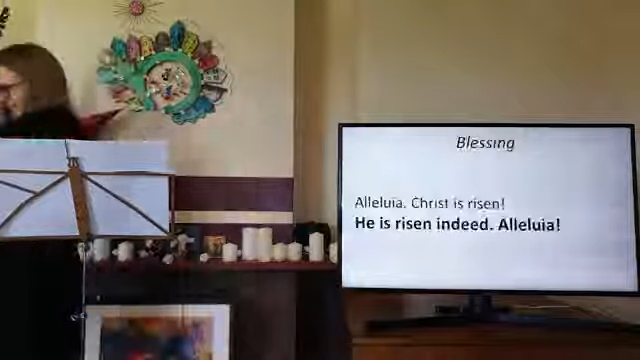 Blessing
Alleluia. Christ is risen!
He is risen indeed. Alleluia!